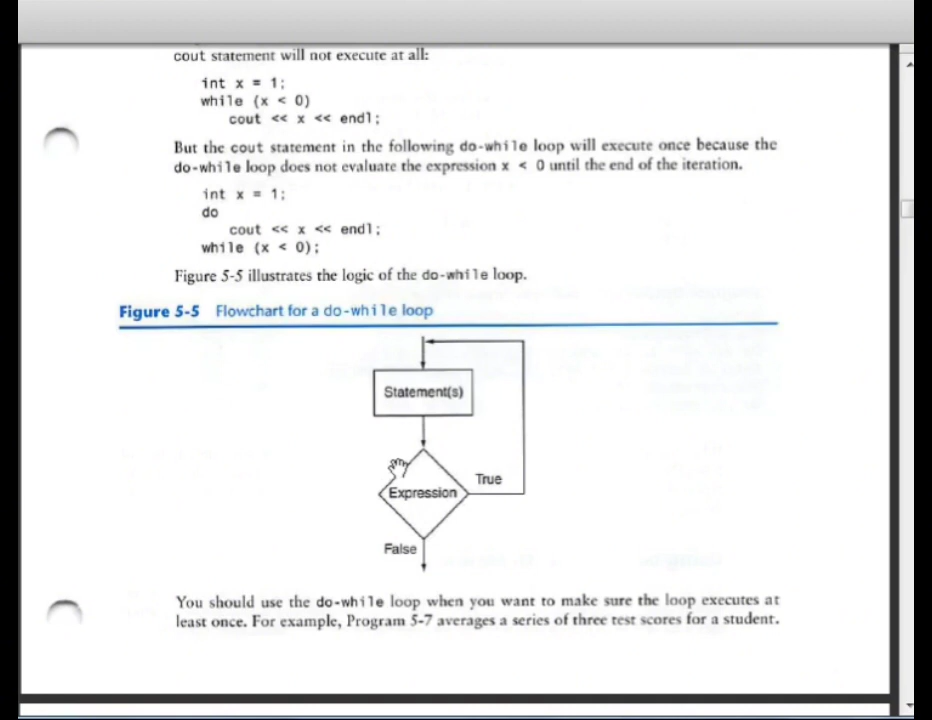 cout statement will not execute at all:
int x = 1;
while (x < 0)
cout << x << endl;
But the cout statement in the following do-while loop will execute once because the
do-while loop does not evaluate the expression x < 0 until the end of the iteration.
int x = 1;
do
cout << x << endl;
while (x < 0);
Figure 5-5 illustrates the logic of the do-while loop.
Figure 5-5 Flowchart for a do-while loop
Statement(s)
True
Expression
False
You should use the do-while loop when you want to make sure the loop executes at
least once. For example, Program 5-7 averages a series of three test scores for a student.